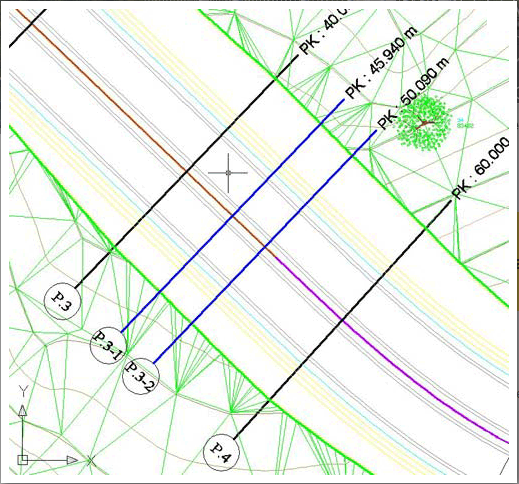 PK : 40.0
PK : 45.940 m
PK : 50.090 m
PK : 60.000
P.3
P.3-1
P.3-2
P.4
Y
X